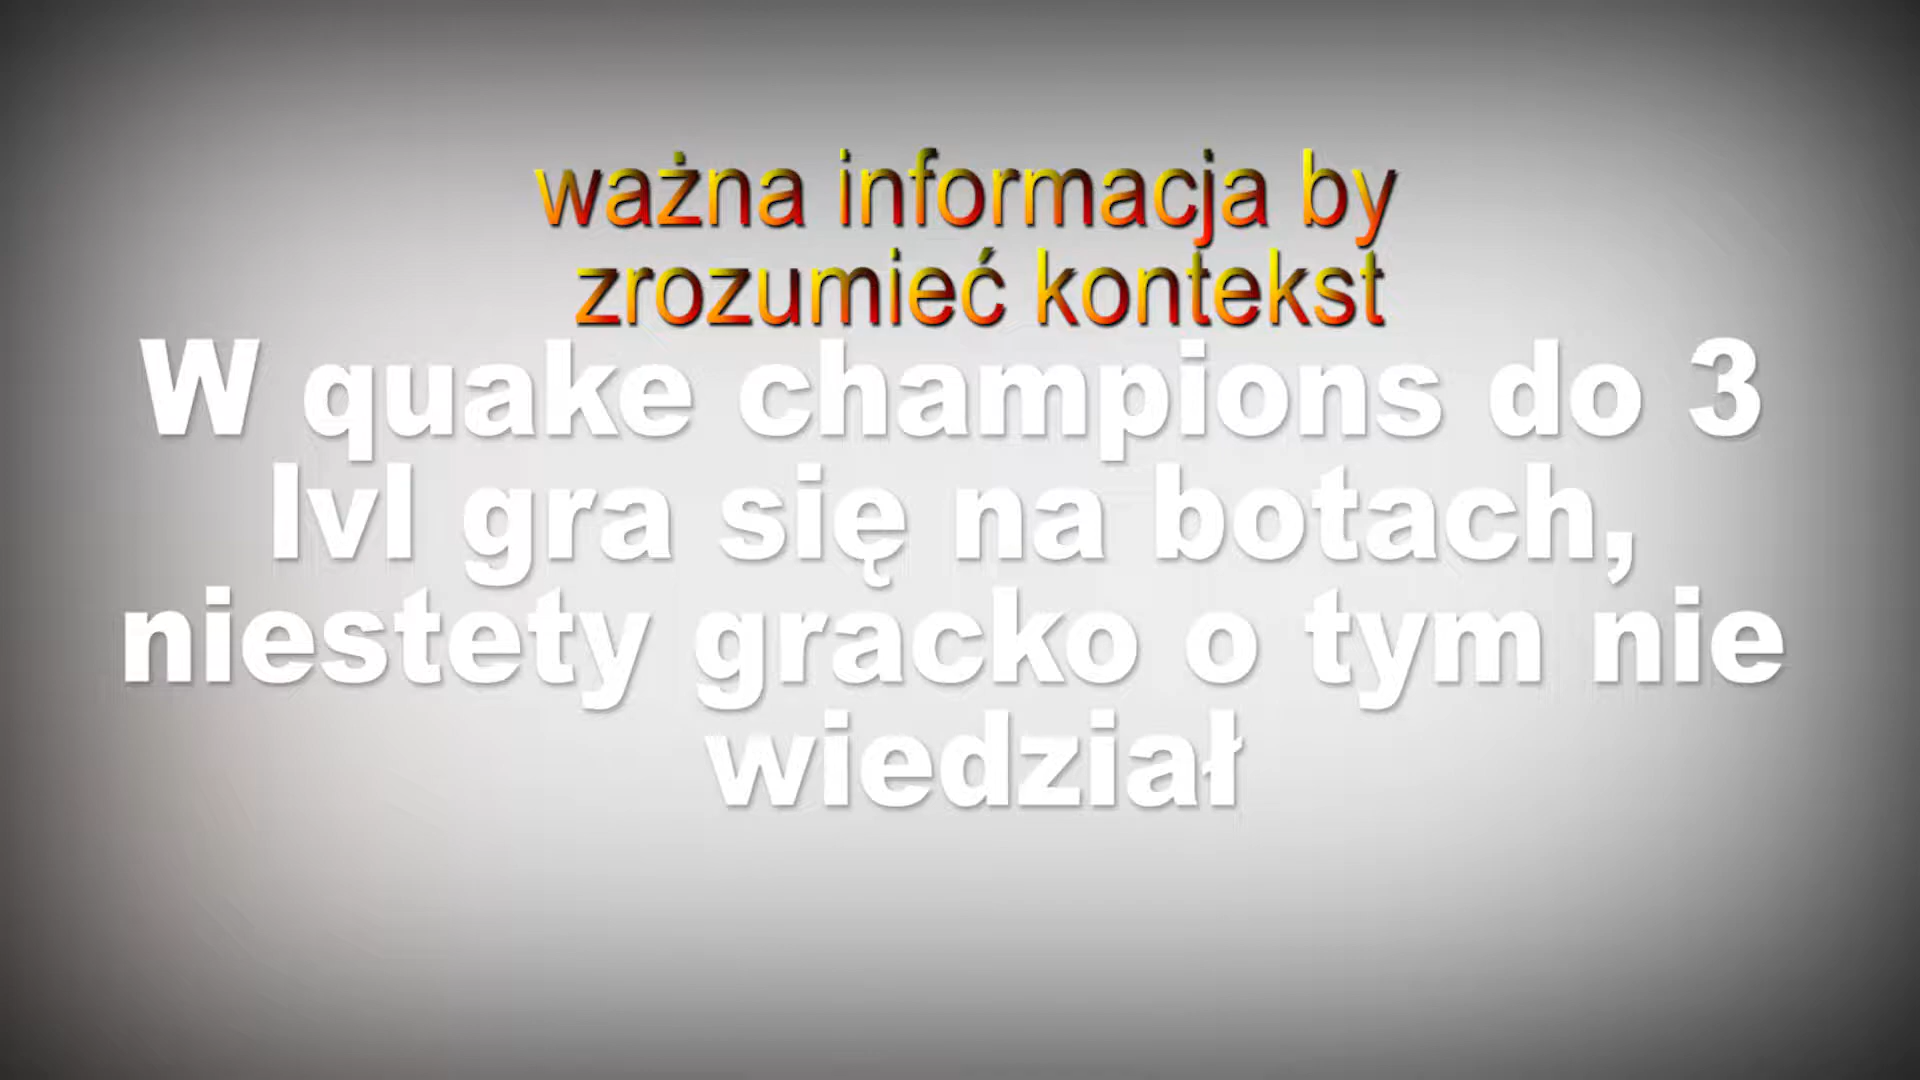 ważna informacja by
zrozumieć kontekst
W quake champions do 3
lvl gra się na botach,
niestety gracko o tym nie
wiedział